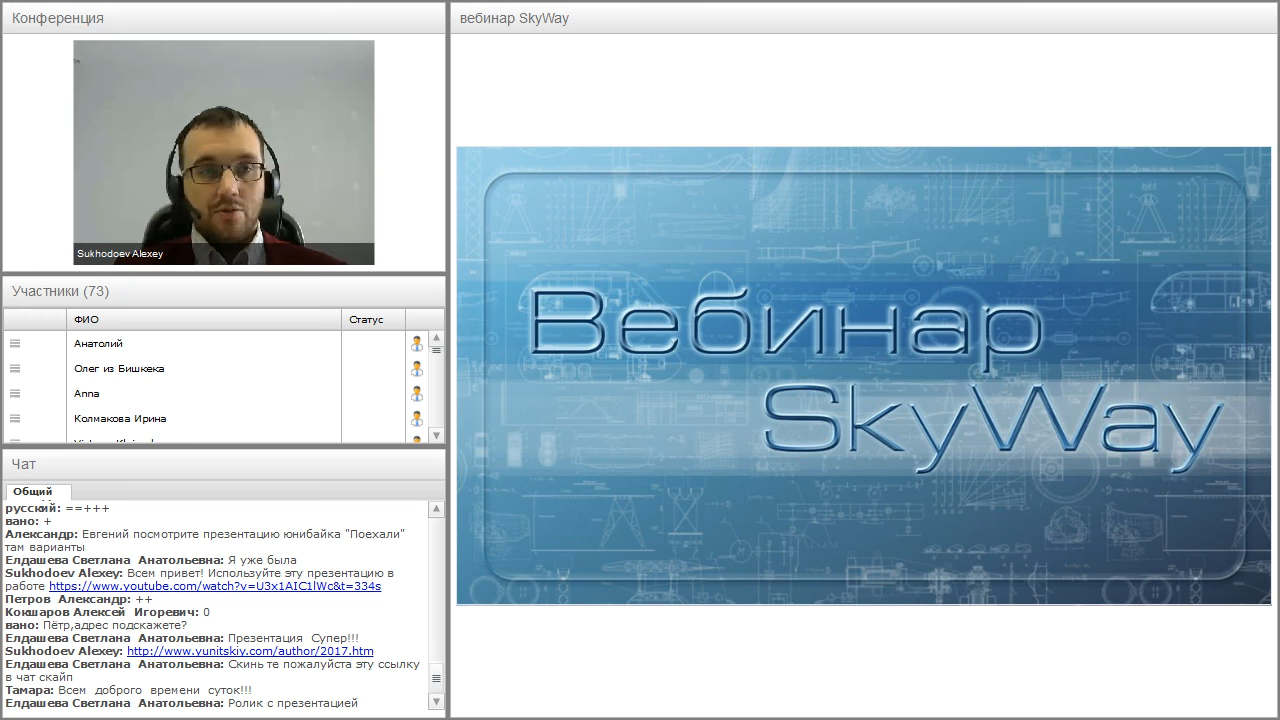 Конференция
Sukhodoev Alexey
Участники (73)
ФИО Статус
Анатолий
Олег из Бишкека
Anna
Колмакова Ирина
Чат
Общий
русский: ==+++
вано: +
Александр: Евгений посмотрите презентацию юнибайка "Поехали"
там варианты
Елдашева Светлана Анатольевна: Я уже была
Sukhodoev Alexey: Всем привет! Используйте эту презентацию в
работе https://www.youtube.com/watch?v=U3x1AIC1lWc&t=334s
Петров Александр: ++
Кокшаров Алексей Игоревич: 0
вано: Пётр,адрес подскажете?
Елдашева Светлана Анатольевна: Презентация Супер!!!
Sukhodoev Alexey: http://www.yunitskiy.com/author/2017.htm
Елдашева Светлана Анатольевна: Скинь те пожалуйста эту ссылку
в чат скайп
Тамара: Всем доброго времени суток!!!
Елдашева Светлана Анатольевна: Ролик с презентацией
вебинар SkyWay
Вебинар
SkyWay